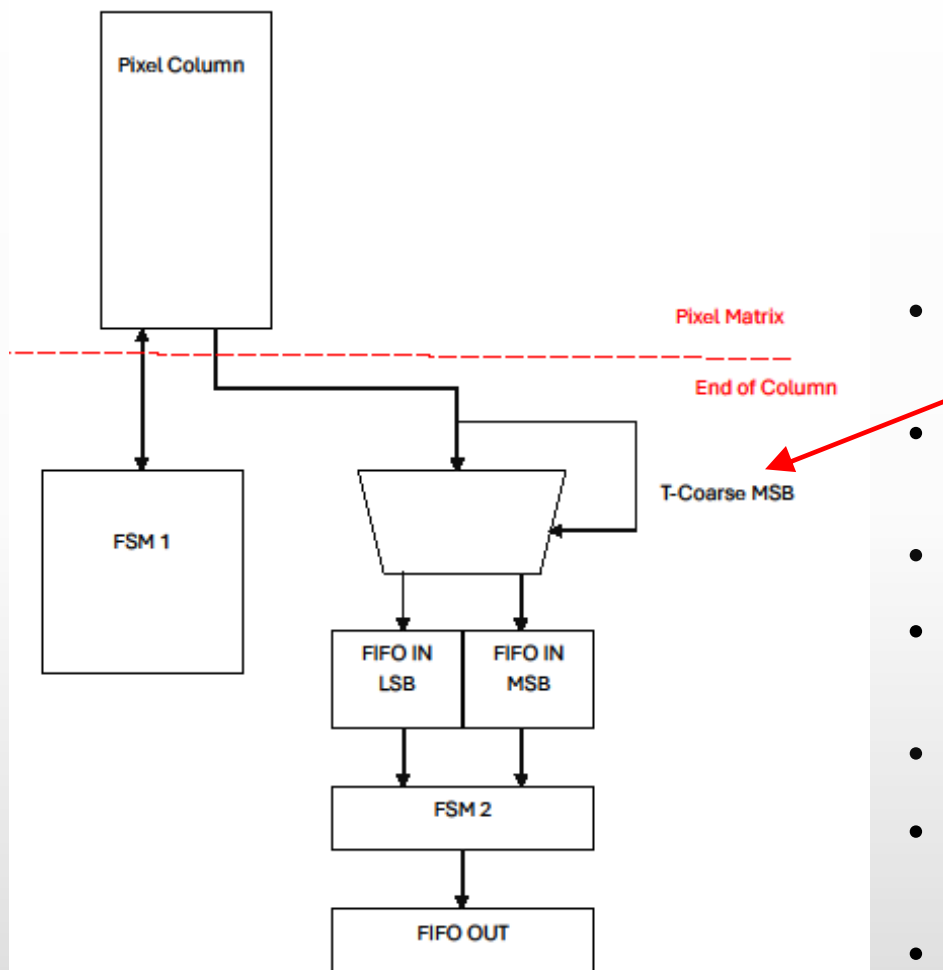 Pixel Column
Pixel Matrix
End of Column
T-Coarse MSB
FSM 1
FIFO IN
LSB
FIFO IN
MSB
FSM 2
FIFO OUT